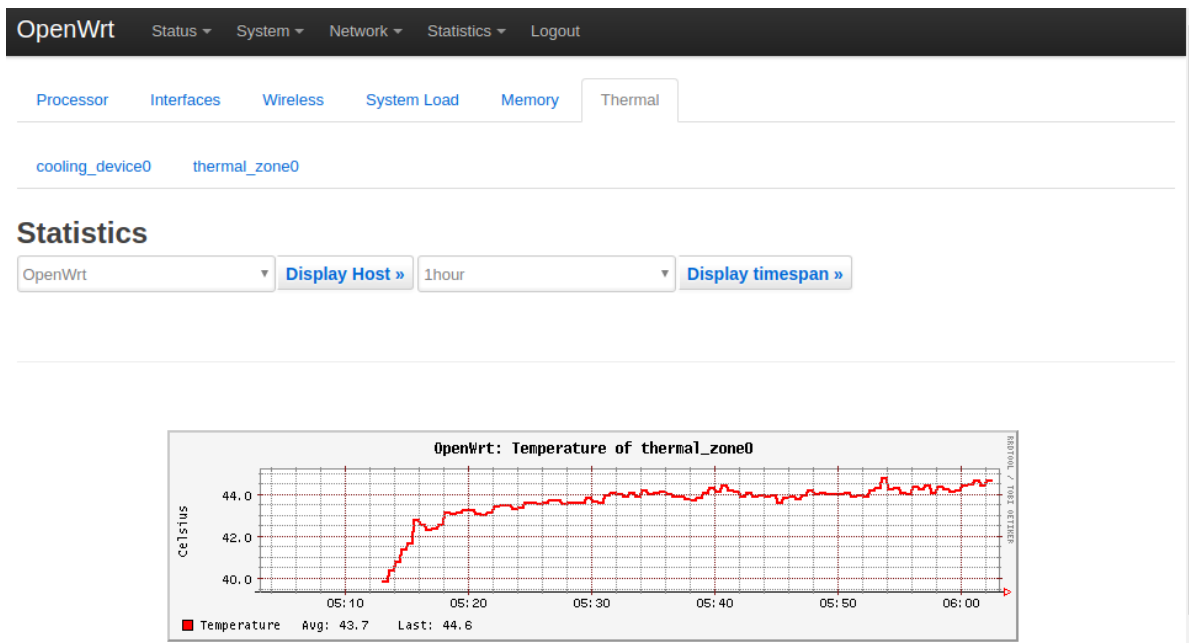 OpenWrt Status System Network Statistics Logout
Processor Interfaces Wireless System Load Memory Thermal
cooling_device0 thermal_zone0
Statistics
OpenWrt Display Host » 1hour Display timespan »
OpenWrt: Temperature of thermal_zone0
RRDTOOL / TOBI OETIKER
Celsius
44.0
42.0
40.0
05:10 05:20 05:30 05:40 05:50 06:00
Temperature Avg: 43.7 Last: 44.6